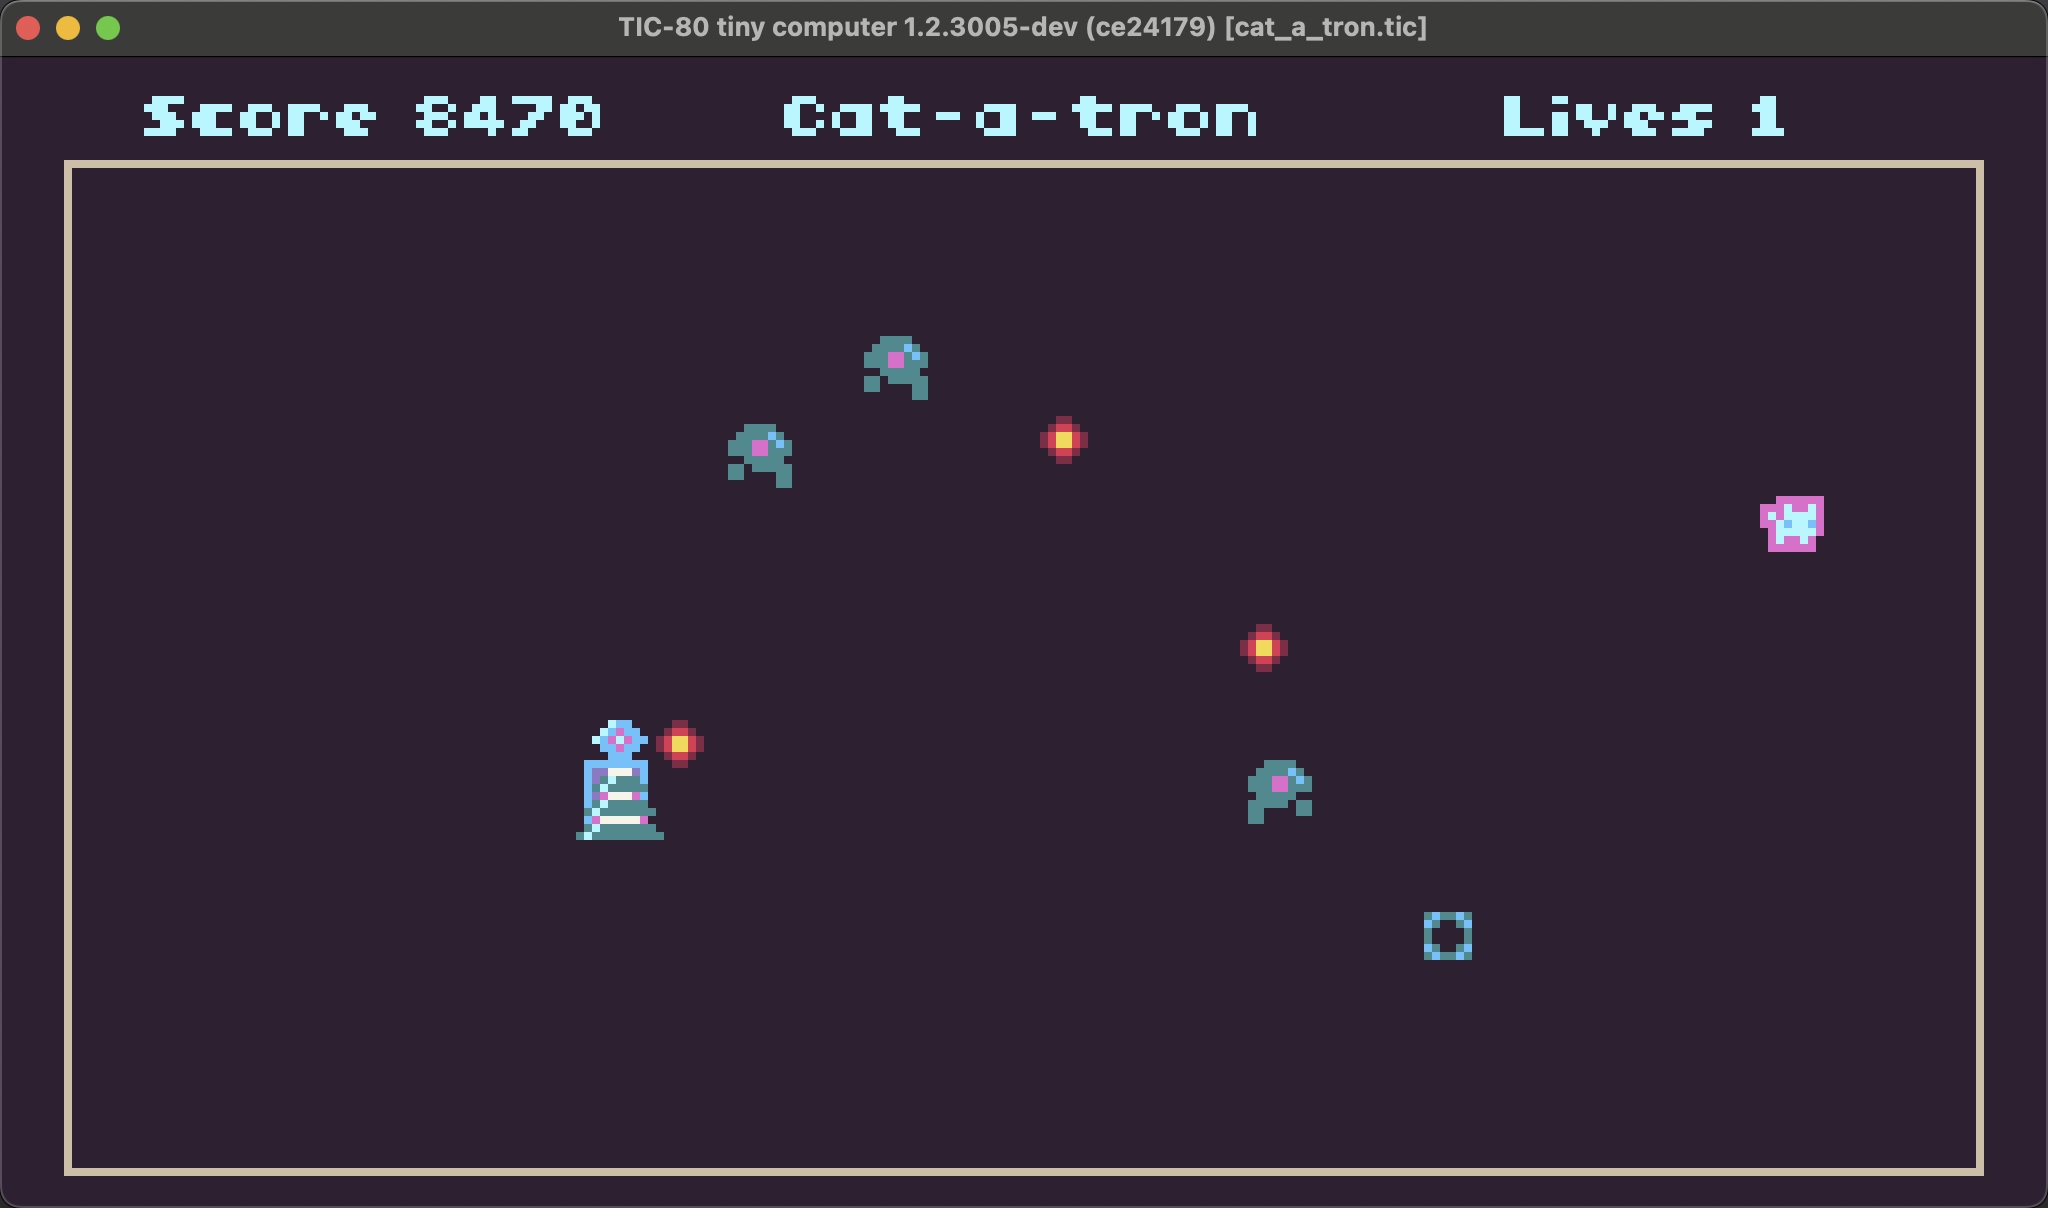 TIC-80 tiny computer 1.2.3005-dev (ce24179) [cat_a_tron.tic]
Score 8470 Cat-a-tron Lives 1